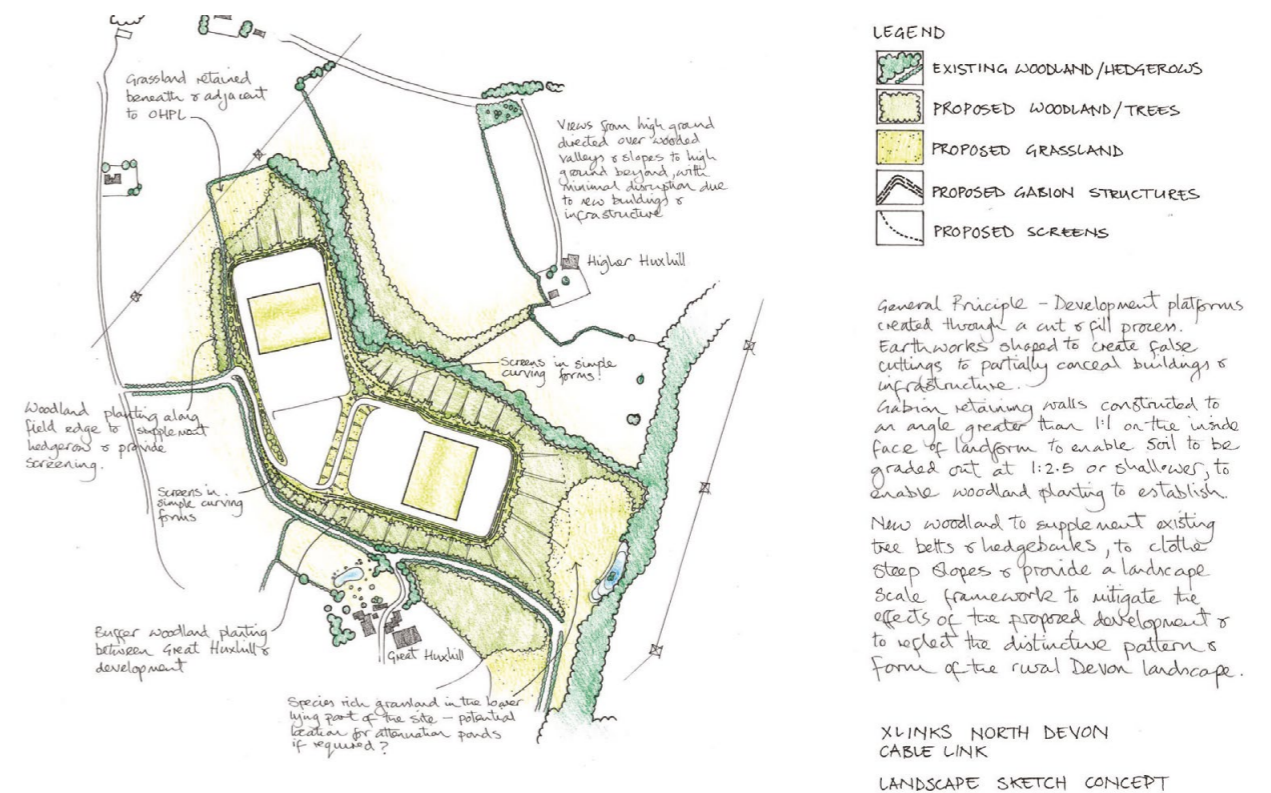 Grassland retained
beneath & adjacent
to OHPL
Views from high ground
directed over wooded
valleys & slopes to high
ground beyond, with
minimal disruption due
to new buildings &
infrastructure
Higher Huxhill
Screens in simple
curving forms!
Woodland planting along
field edge to supplement
hedgerow & provide
screening.
Screens in
simple curving
forms
Buffer woodland planting
between Great Huxhill &
development
Great Huxhill
Species rich grassland in the lower
lying part of the site – potential
location for attenuation ponds
if required?
LEGEND
EXISTING WOODLAND/HEDGEROWS
PROPOSED WOODLAND/TREES
PROPOSED GRASSLAND
PROPOSED GABION STRUCTURES
PROPOSED SCREENS
General Principle – Development platforms
created through a cut & fill process.
Earthworks shaped to create false
cuttings to partially conceal buildings &
infrastructure.
Gabion retaining walls constructed to
an angle greater than 1:1 on the inside
face of landform to enable soil to be
graded out at 1:2.5 or shallower, to
enable woodland planting to establish.
New woodland to supplement existing
tree belts & hedgebanks, to clothe
steep slopes & provide a landscape
scale framework to mitigate the
effects of the proposed development &
to reflect the distinctive pattern &
form of the rural Devon landscape.
XLINKS NORTH DEVON
CABLE LINK
LANDSCAPE SKETCH CONCEPT